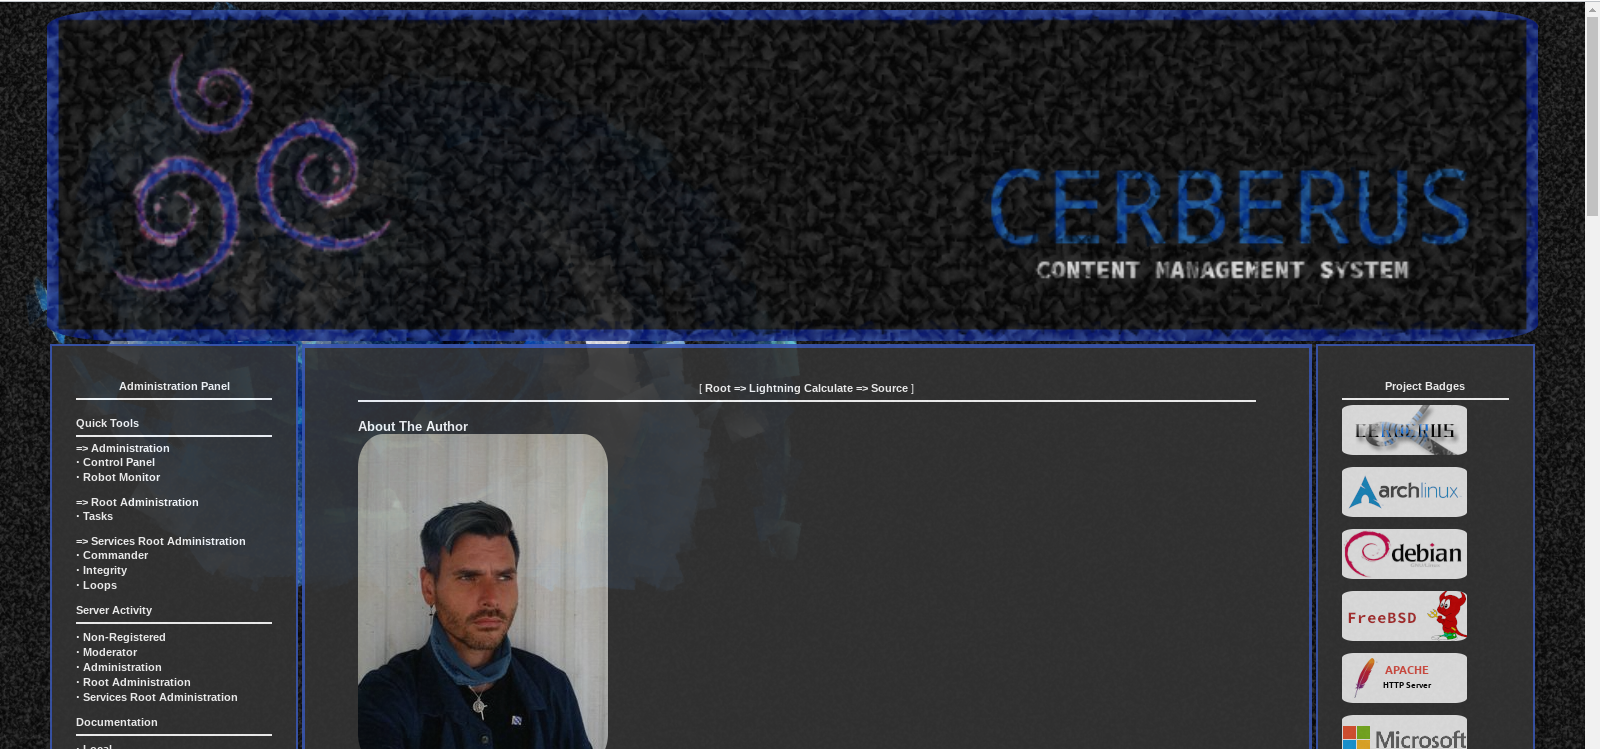 CERBERUS
CONTENT MANAGEMENT SYSTEM
Administration Panel
Quick Tools
=> Administration
· Control Panel
· Robot Monitor
=> Root Administration
· Tasks
=> Services Root Administration
· Commander
· Integrity
· Loops
Server Activity
· Non-Registered
· Moderator
· Administration
· Root Administration
· Services Root Administration
Documentation
· Local
[ Root => Lightning Calculate => Source ]
About The Author
Project Badges
CERBERUS
archlinux
debian
FreeBSD
APACHE
HTTP Server
Microsoft